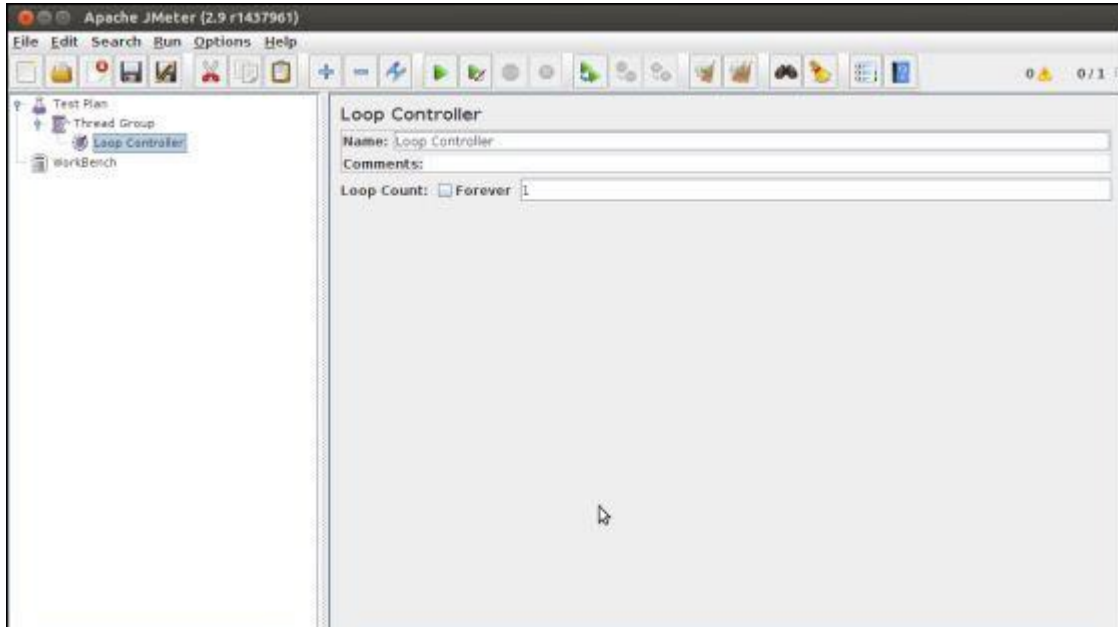 Apache JMeter (2.9 r1437961)
File Edit Search Run Options Help
0 0/1
Test Plan
Thread Group
Loop Controller
WorkBench
Loop Controller
Name: Loop Controller
Comments:
Loop Count: Forever 1